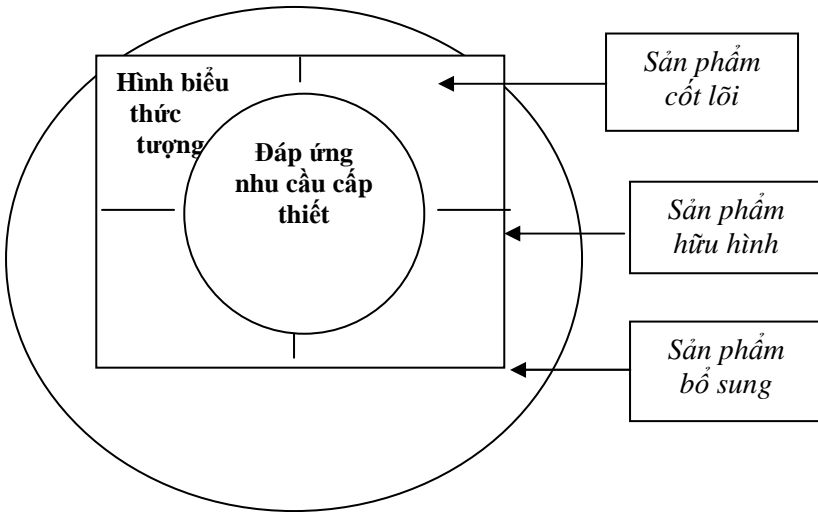 Hình biểu
thức
tượng
Đáp ứng
nhu cầu cấp
thiết
Sản phẩm
cốt lõi
Sản phẩm
hữu hình
Sản phẩm
bổ sung